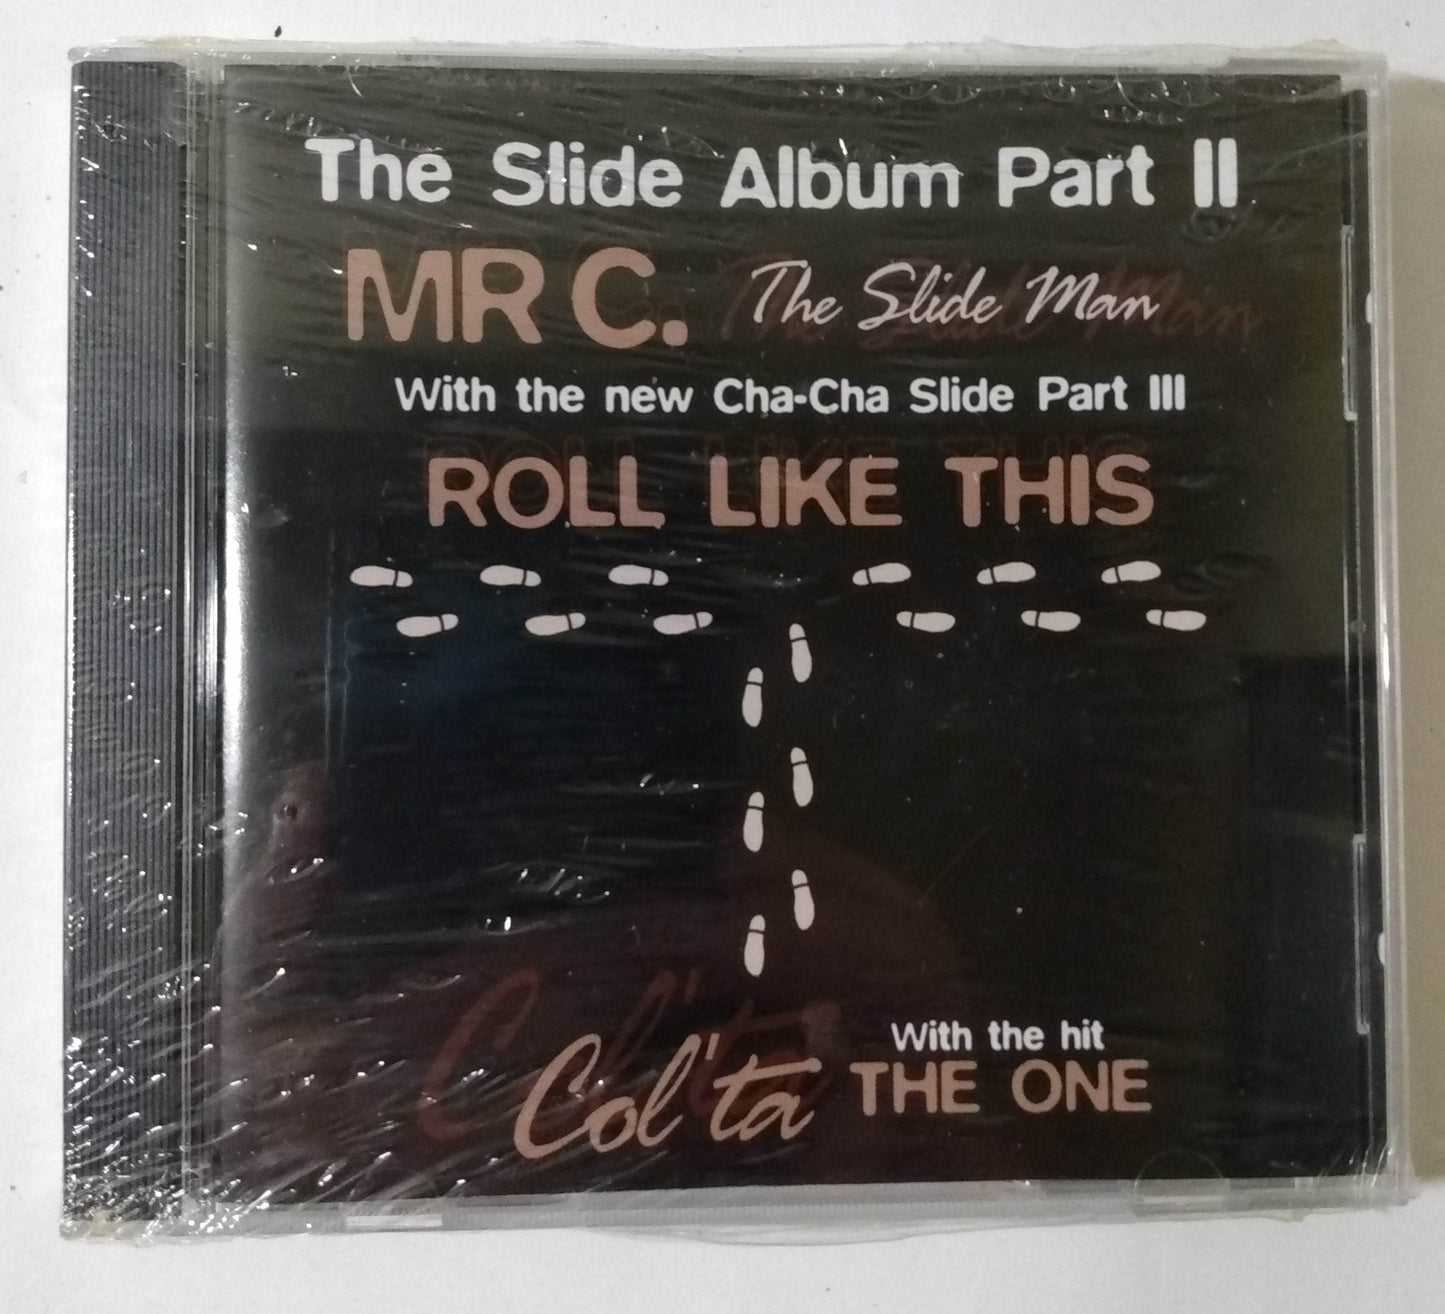 The Slide Album Part II
MR C. The Slide Man
With the new Cha-Cha Slide Part III
ROLL LIKE THIS
With the hit
Col'ta THE ONE